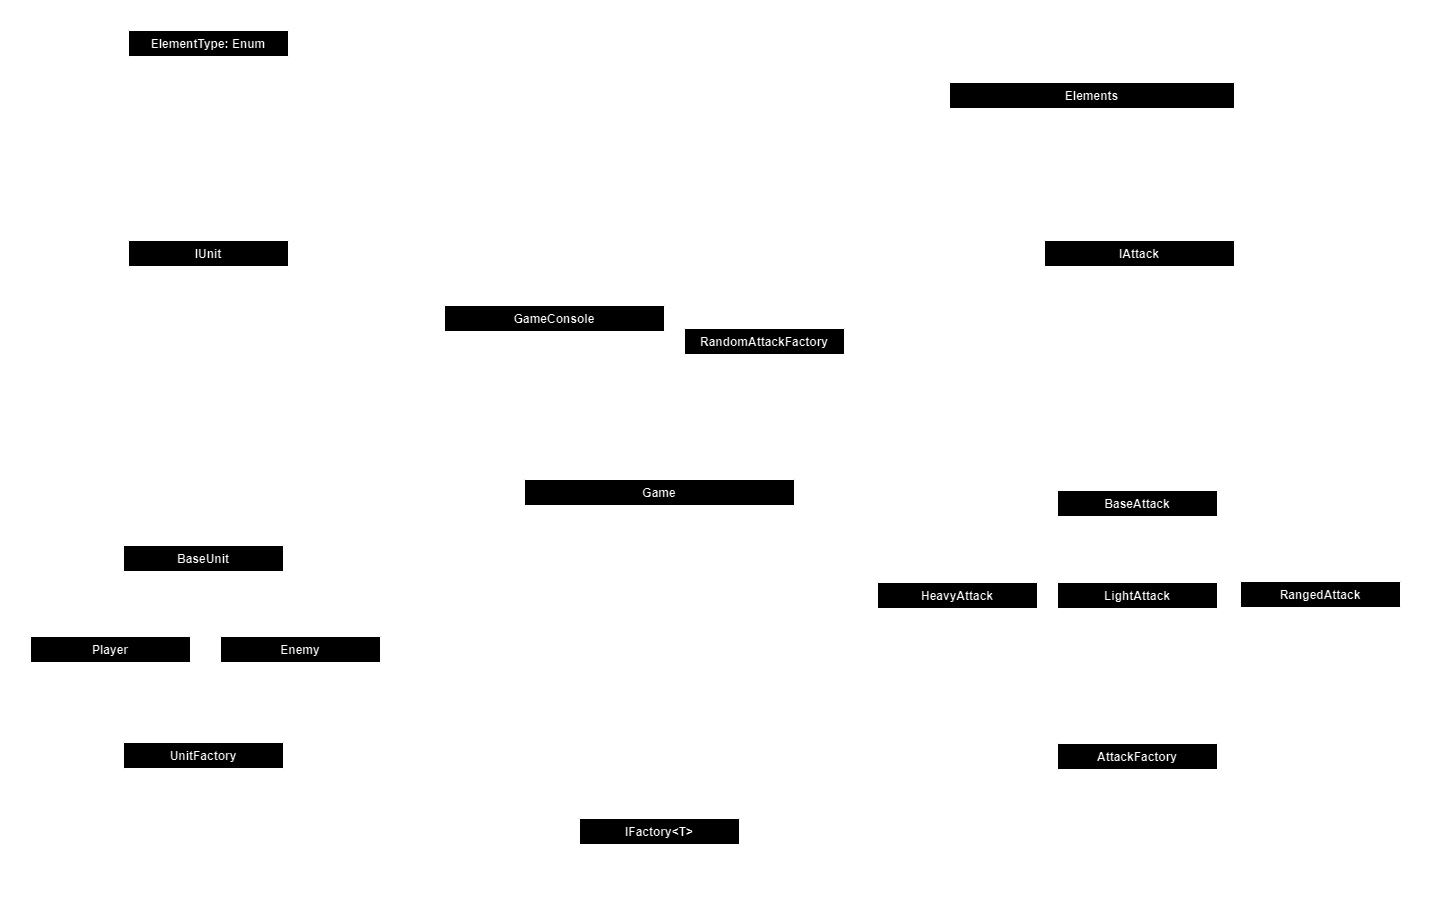 ElementType: Enum
Elements
IUnit
IAttack
GameConsole
RandomAttackFactory
Game
BaseAttack
BaseUnit
HeavyAttack
LightAttack
RangedAttack
Player
Enemy
UnitFactory
AttackFactory
IFactory<T>